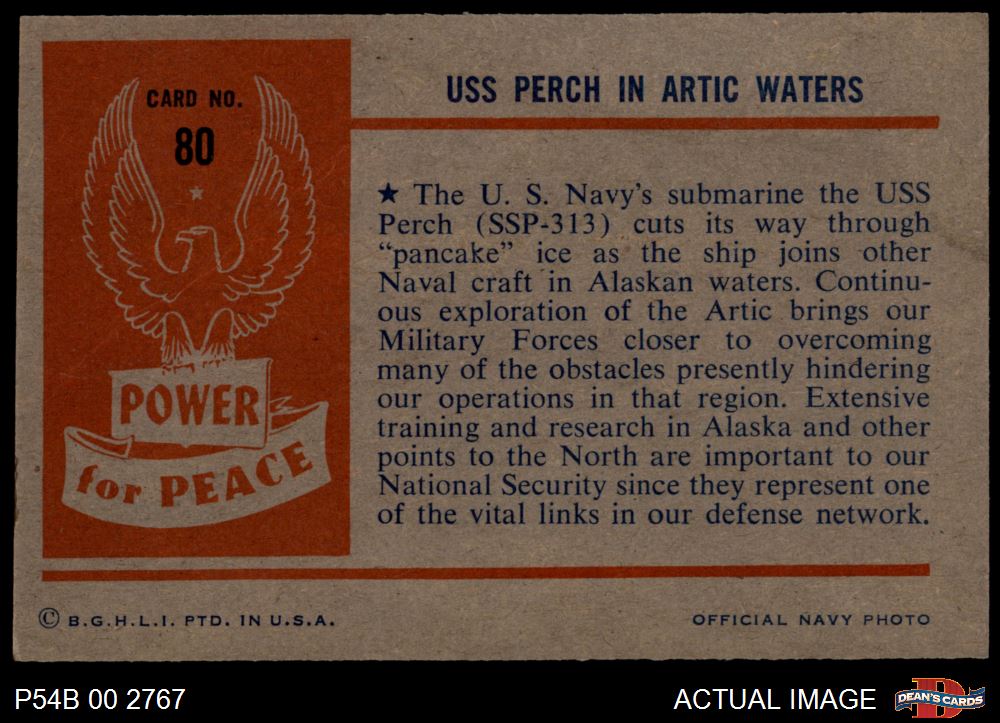 CARD NO.
80
POWER
for PEACE
USS PERCH IN ARTIC WATERS
★ The U. S. Navy's submarine the USS
Perch (SSP-313) cuts its way through
“pancake” ice as the ship joins other
Naval craft in Alaskan waters. Continu-
ous exploration of the Artic brings our
Military Forces closer to overcoming
many of the obstacles presently hindering
our operations in that region. Extensive
training and research in Alaska and other
points to the North are important to our
National Security since they represent one
of the vital links in our defense network.
© B.G.H.L.I. PTD. IN U.S.A.
OFFICIAL NAVY PHOTO
P54B 00 2767
ACTUAL IMAGE
D
DEAN'S CARDS